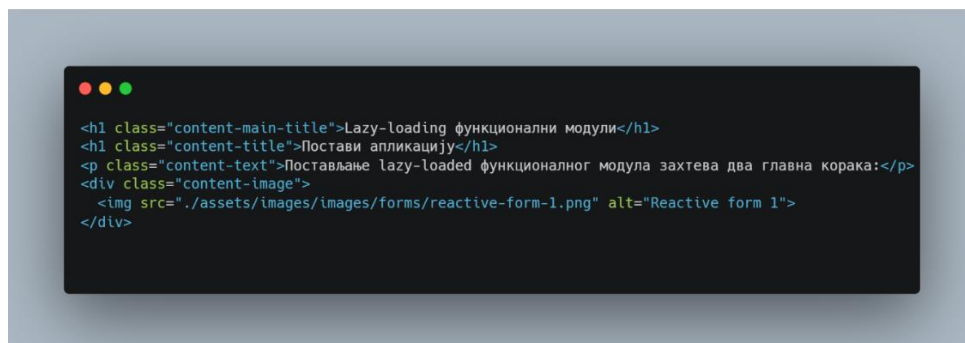 <h1 class="content-main-title">Lazy-loading функционални модули</h1>
<h1 class="content-title">Постави апликацију</h1>
<p class="content-text">Постављање lazy-loaded функционалног модула захтева два главна корака:</p>
<div class="content-image">
<img src="./assets/images/images/forms/reactive-form-1.png" alt="Reactive form 1">
</div>